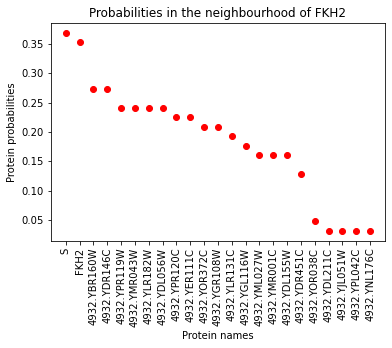 Probabilities in the neighbourhood of FKH2
Protein probabilities
0.35
0.30
0.25
0.20
0.15
0.10
0.05
S
FKH2
4932.YBR160W
4932.YDR146C
4932.YPR119W
4932.YMR043W
4932.YLR182W
4932.YDL056W
4932.YPR120C
4932.YER111C
4932.YOR372C
4932.YGR108W
4932.YLR131C
4932.YGL116W
4932.YML027W
4932.YMR001C
4932.YDL155W
4932.YDR451C
4932.YOR038C
4932.YDL211C
4932.YJL051W
4932.YPL042C
4932.YNL176C
Protein names